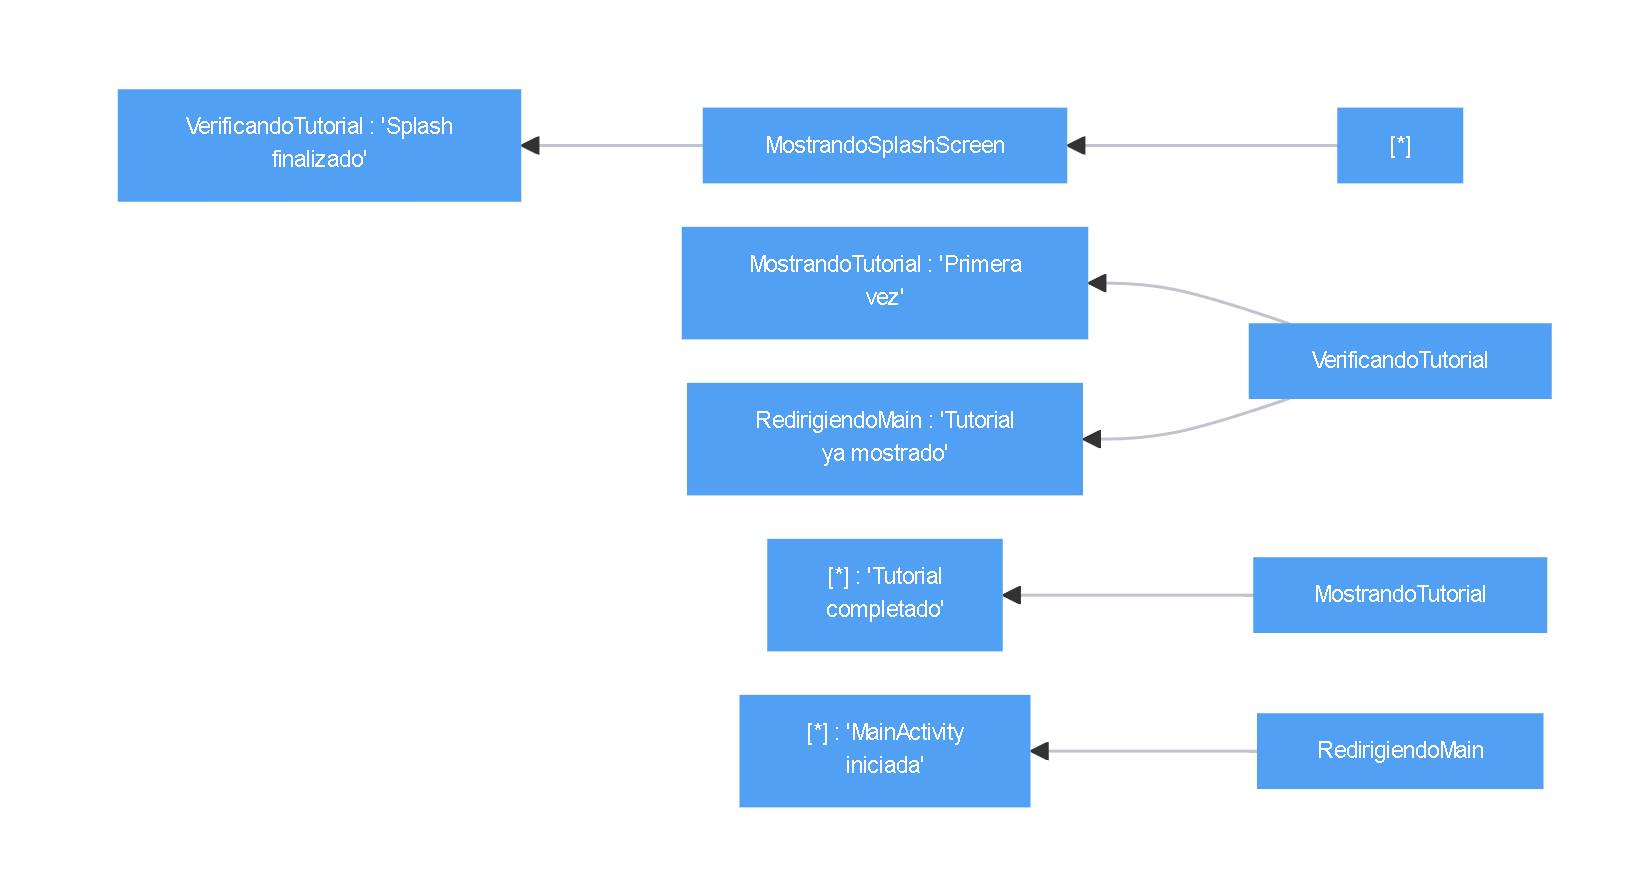 VerificandoTutorial : 'Splash
finalizado'
MostrandoSplashScreen
[*]
MostrandoTutorial : 'Primera
vez'
VerificandoTutorial
RedirigiendoMain : 'Tutorial
ya mostrado'
[*] : 'Tutorial
completado'
MostrandoTutorial
[*] : 'MainActivity
iniciada'
RedirigiendoMain